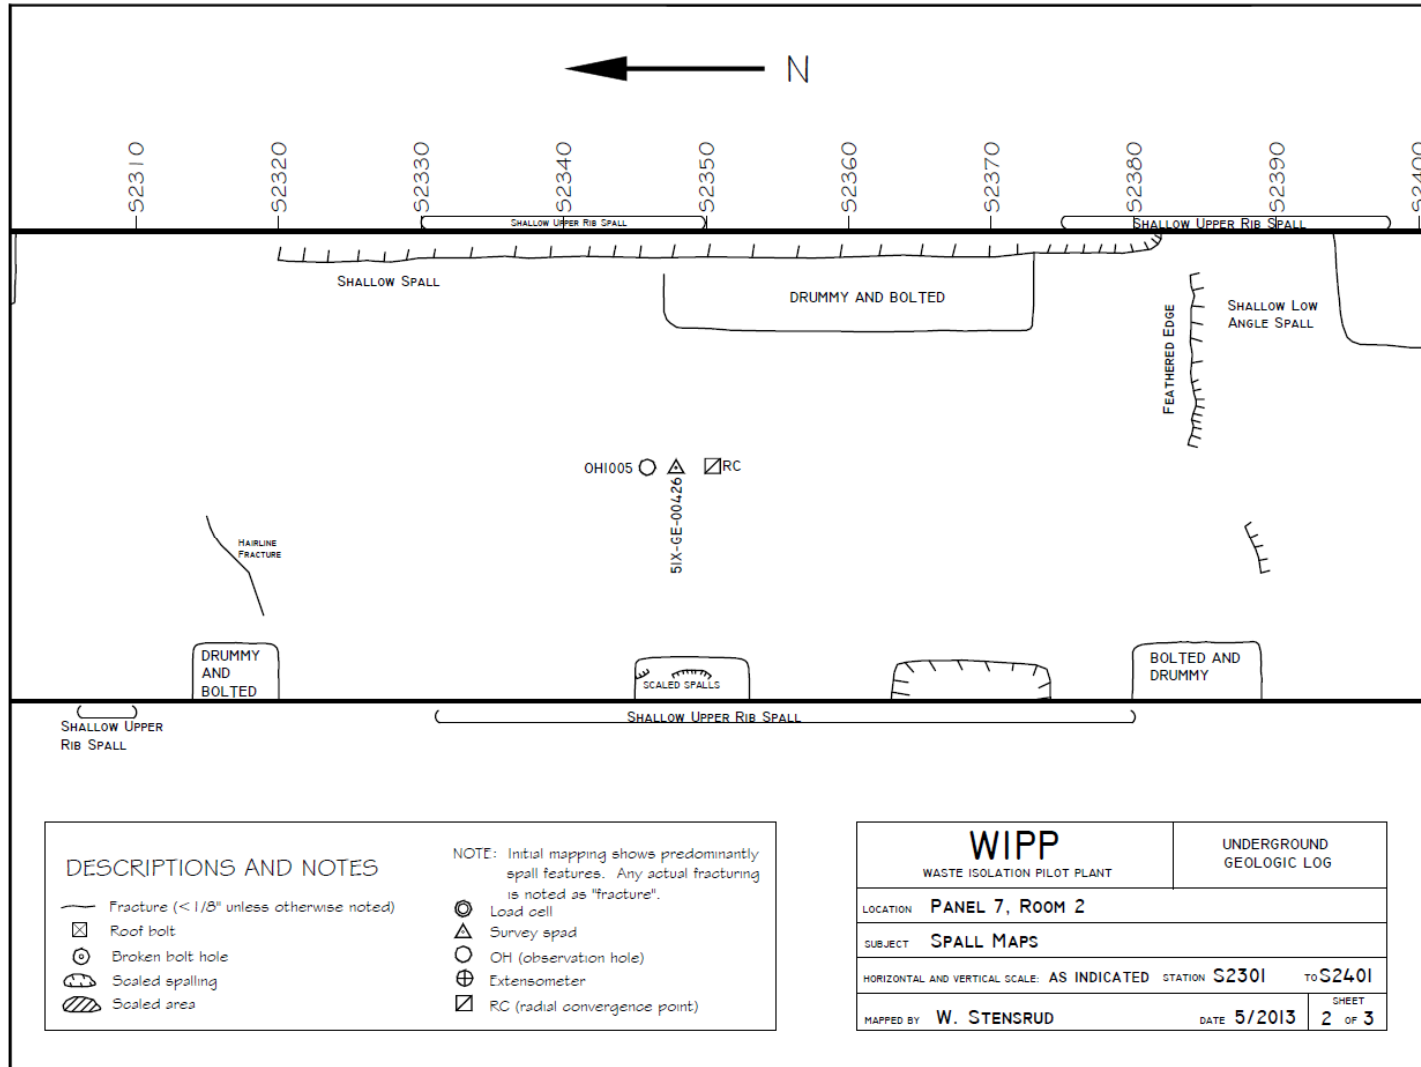 N
S2310
S2320
S2330
S2340
S2350
S2360
S2370
S2380
S2390
S2400
SHALLOW UPPER RIB SPALL
SHALLOW UPPER RIB SPALL
SHALLOW SPALL
DRUMMY AND BOLTED
FEATHERED EDGE
SHALLOW LOW
ANGLE SPALL
OH1005
RC
51X-GE-00426
HAIRLINE
FRACTURE
DRUMMY
AND
BOLTED
SCALED SPALLS
BOLTED AND
DRUMMY
SHALLOW UPPER
RIB SPALL
SHALLOW UPPER RIB SPALL
DESCRIPTIONS AND NOTES
Fracture (<1/8" unless otherwise noted)
Roof bolt
Broken bolt hole
Scaled spalling
Scaled area
NOTE: Initial mapping shows predominantly
spall features. Any actual fracturing
is noted as "fracture".
Load cell
Survey spad
OH (observation hole)
Extensometer
RC (radial convergence point)
WIPP
WASTE ISOLATION PILOT PLANT
UNDERGROUND
GEOLOGIC LOG
LOCATION PANEL 7, ROOM 2
SUBJECT SPALL MAPS
HORIZONTAL AND VERTICAL SCALE: AS INDICATED STATION S2301 TO S2401
MAPPED BY W. STENSRUD DATE 5/2013
SHEET
2 OF 3